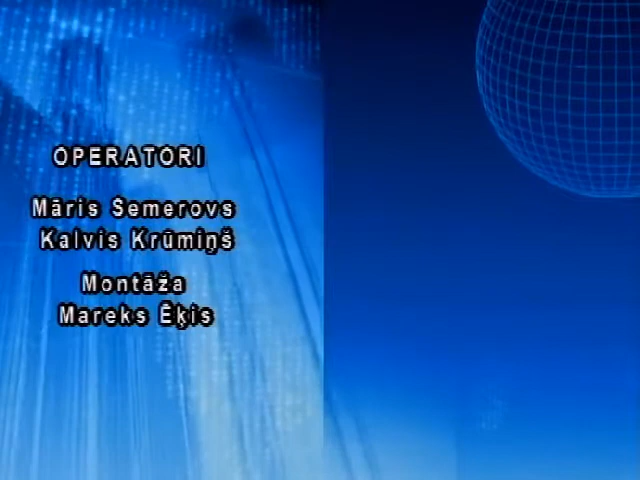 OPERATORI
Māris Semerovs
Kalvis Krūmiņš
Montāža
Mareks Ēķis